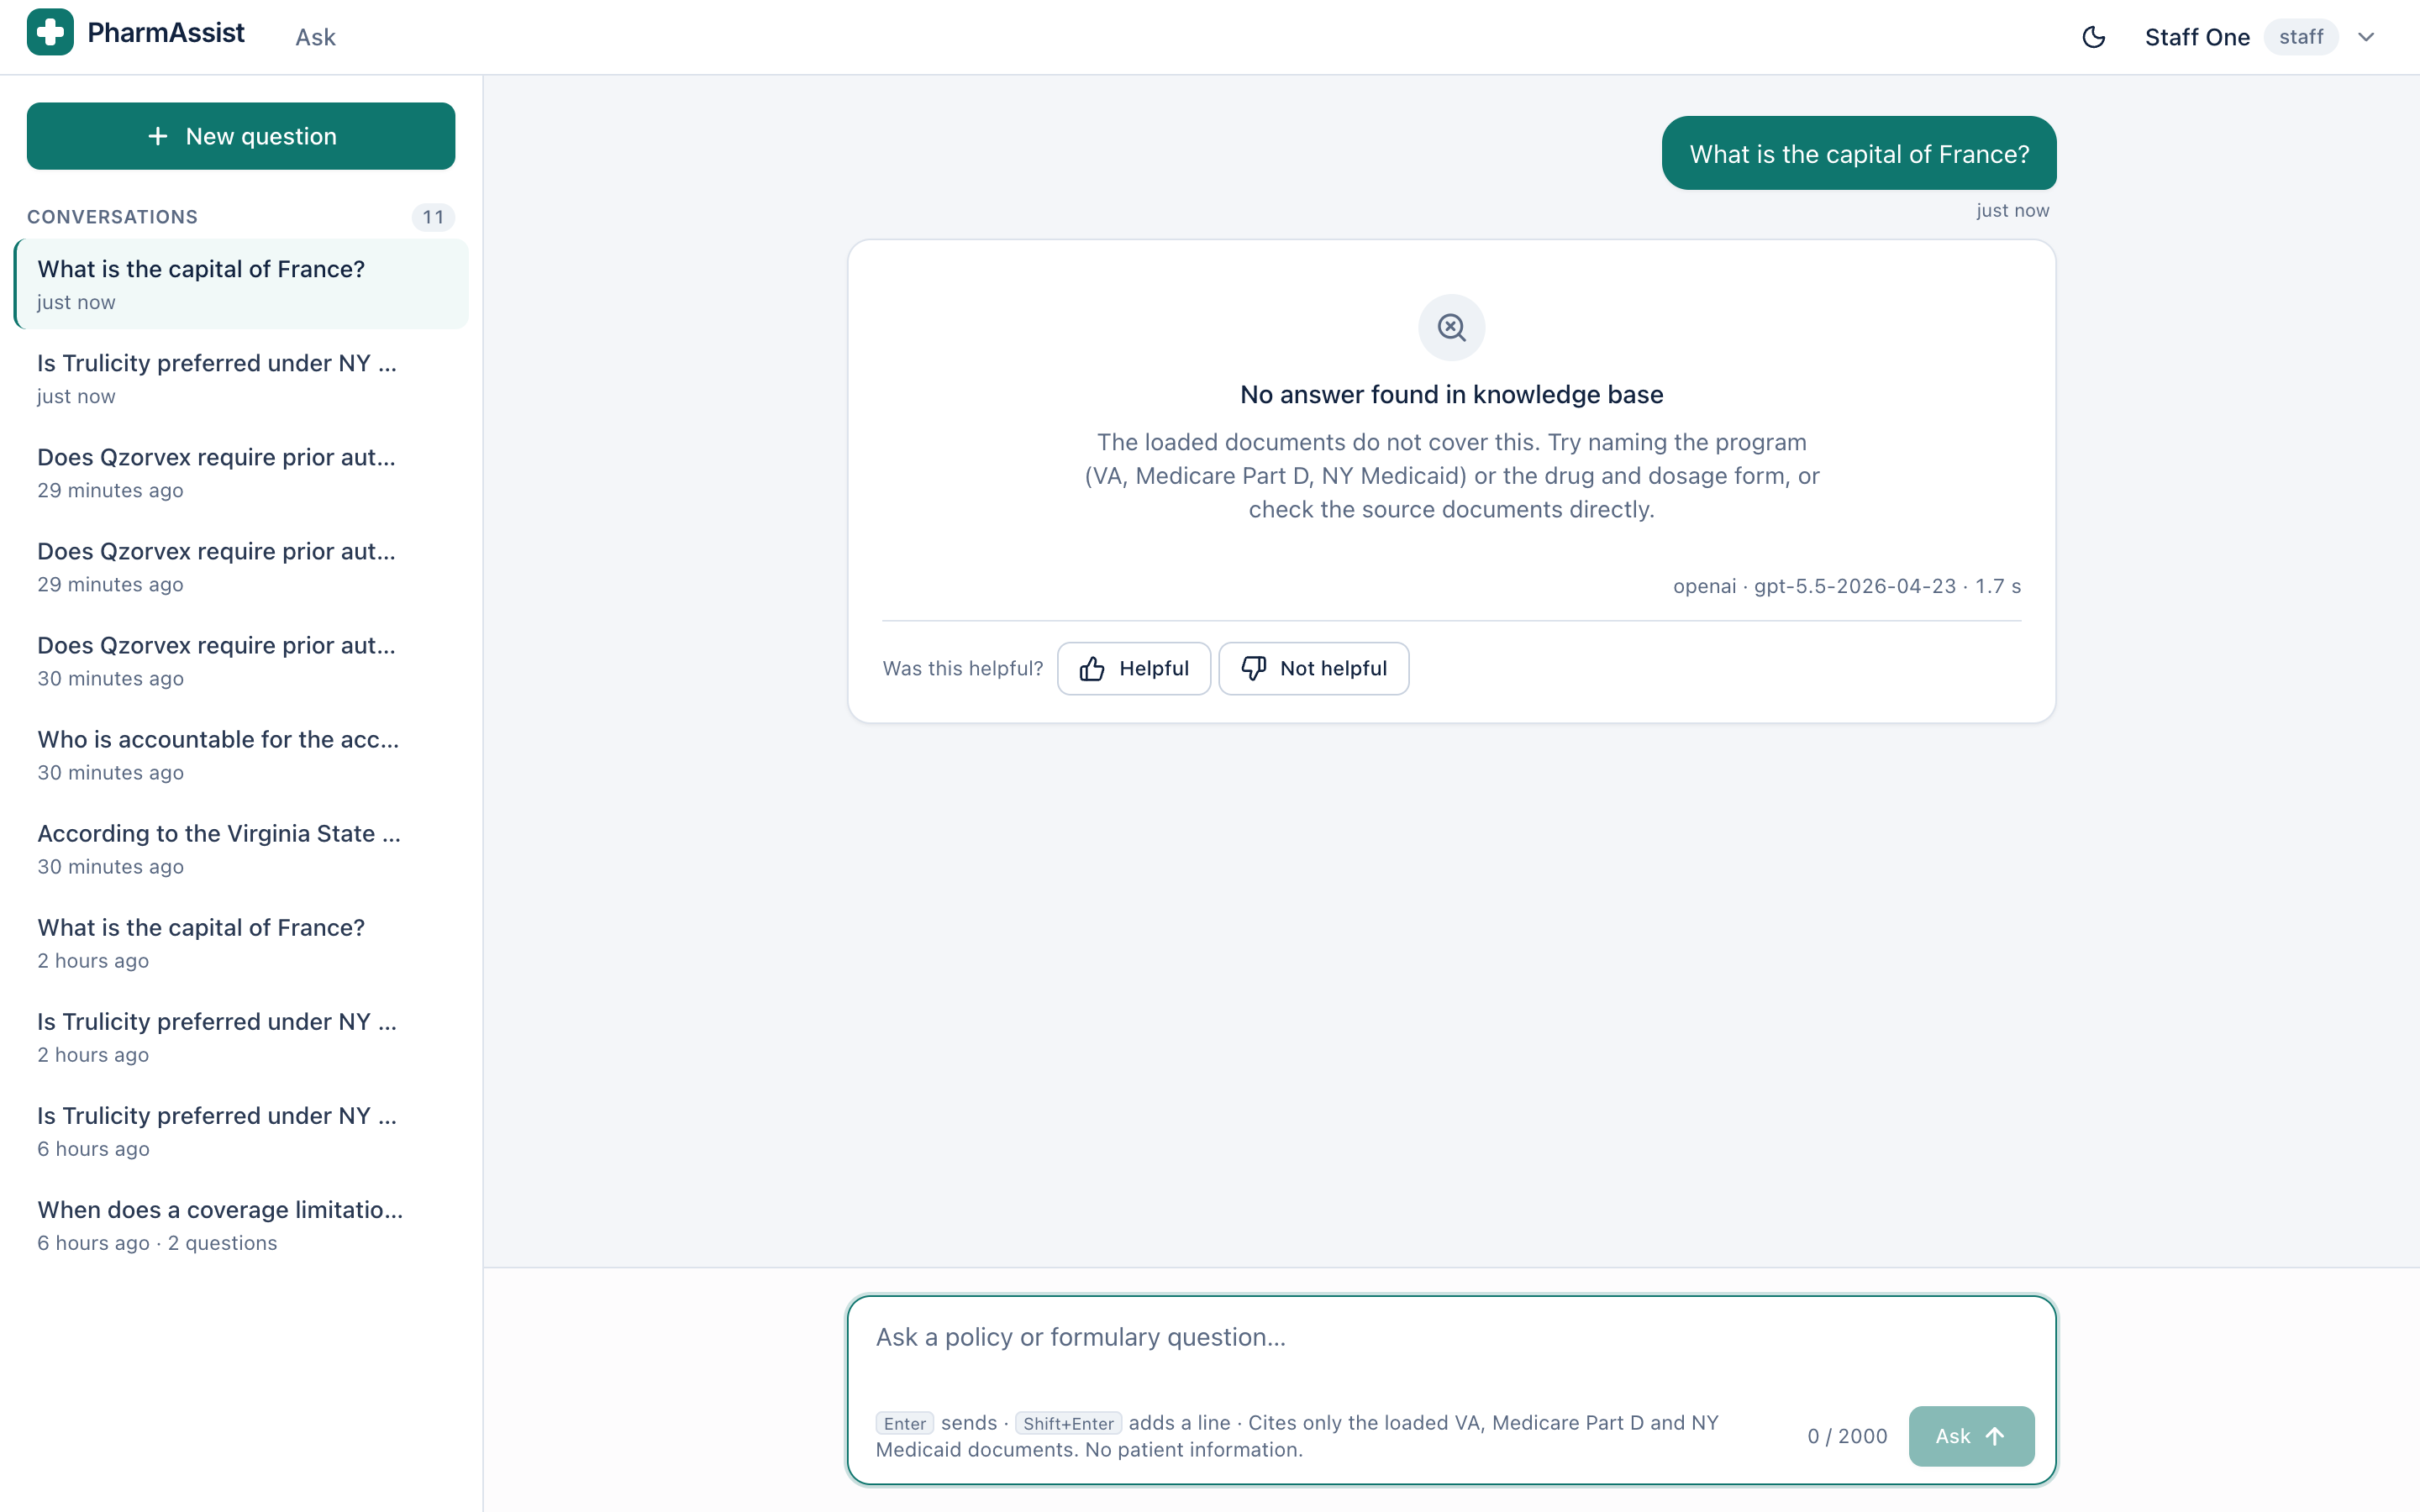 PharmAssist
Ask
Staff One
staff
New question
CONVERSATIONS
11
What is the capital of France?
just now
Is Trulicity preferred under NY ...
just now
Does Qzorvex require prior aut...
29 minutes ago
Does Qzorvex require prior aut...
29 minutes ago
Does Qzorvex require prior aut...
30 minutes ago
Who is accountable for the acc...
30 minutes ago
According to the Virginia State ...
30 minutes ago
What is the capital of France?
2 hours ago
Is Trulicity preferred under NY ...
2 hours ago
Is Trulicity preferred under NY ...
6 hours ago
When does a coverage limitatio...
6 hours ago · 2 questions
What is the capital of France?
just now
No answer found in knowledge base
The loaded documents do not cover this. Try naming the program
(VA, Medicare Part D, NY Medicaid) or the drug and dosage form, or
check the source documents directly.
openai · gpt-5.5-2026-04-23 · 1.7 s
Was this helpful?
Helpful
Not helpful
Ask a policy or formulary question...
Enter sends · Shift+Enter adds a line · Cites only the loaded VA, Medicare Part D and NY
Medicaid documents. No patient information.
0 / 2000
Ask